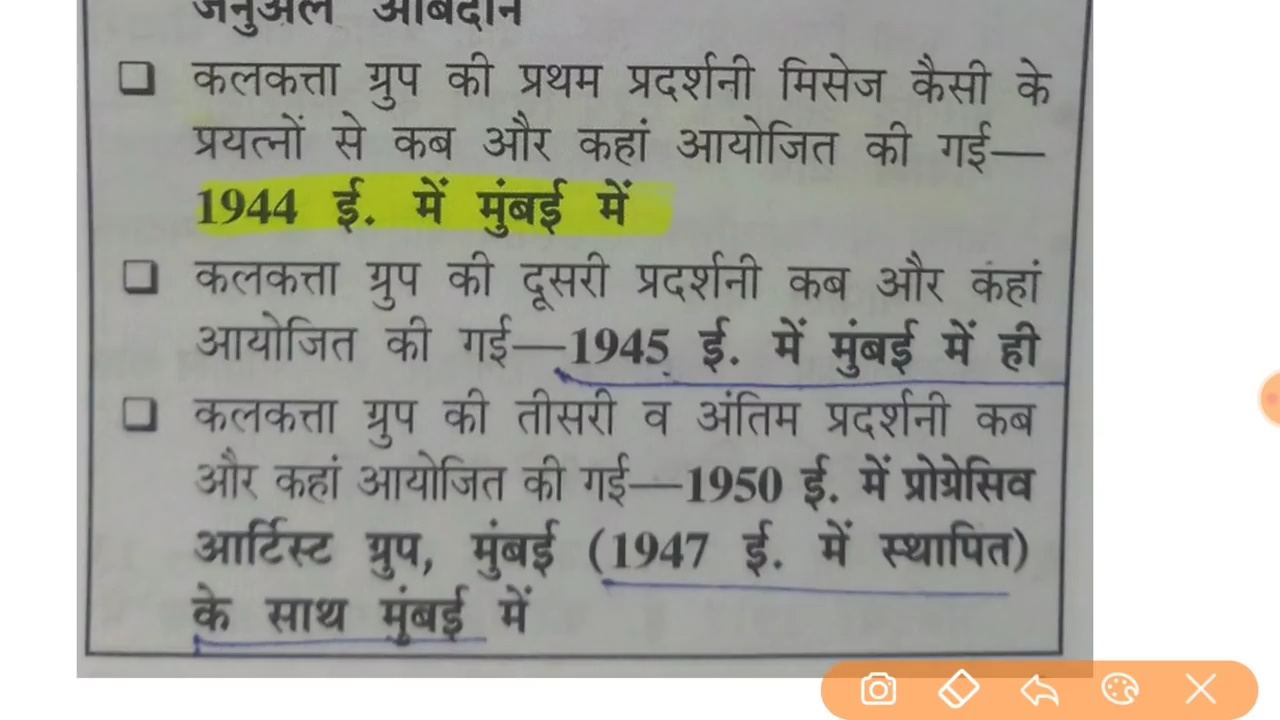 जैनुअल आबेदीन
❑ कलकत्ता ग्रुप की प्रथम प्रदर्शनी मिसेज कैसी के
प्रयत्नों से कब और कहां आयोजित की गई—
1944 ई. में मुंबई में
❑ कलकत्ता ग्रुप की दूसरी प्रदर्शनी कब और कहां
आयोजित की गई—1945 ई. में मुंबई में ही
❑ कलकत्ता ग्रुप की तीसरी व अंतिम प्रदर्शनी कब
और कहां आयोजित की गई—1950 ई. में प्रोग्रेसिव
आर्टिस्ट ग्रुप, मुंबई (1947 ई. में स्थापित)
के साथ मुंबई में